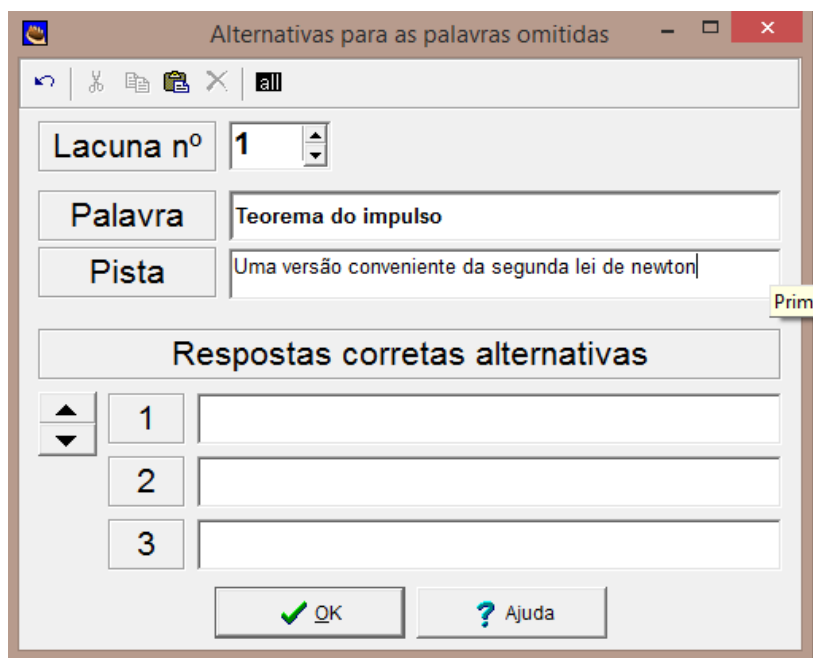 Alternativas para as palavras omitidas
all
Lacuna nº 1
Palavra Teorema do impulso
Pista Uma versão conveniente da segunda lei de newton
Prim
Respostas corretas alternativas
1
2
3
OK Ajuda